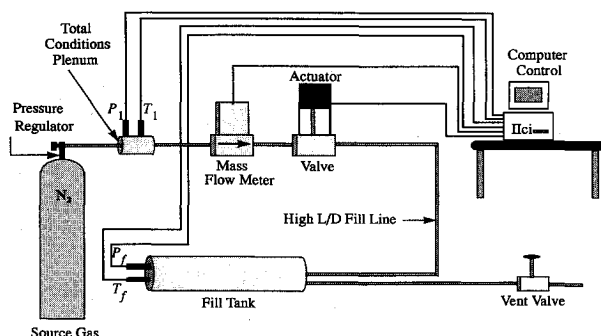 Total
Conditions
Plenum
Computer
Control
Actuator
P1
T1
Pressure
Regulator
IIci
Mass
Flow Meter
Valve
N2
High L/D Fill Line
Pf
Tf
Fill Tank
Vent Valve
Source Gas